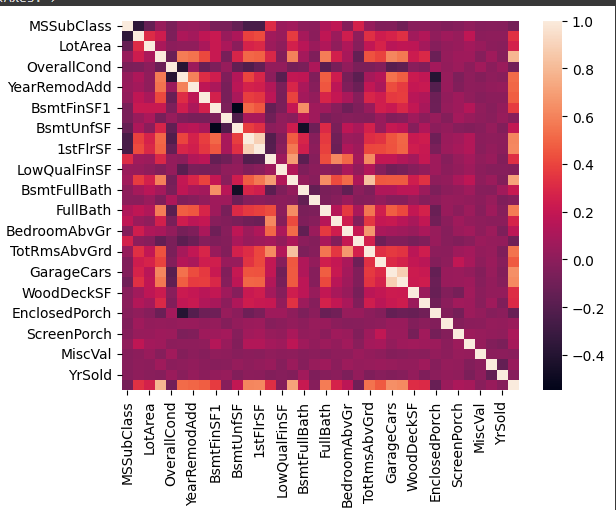 MSSubClass
LotArea
OverallCond
YearRemodAdd
BsmtFinSF1
BsmtUnfSF
1stFlrSF
LowQualFinSF
BsmtFullBath
FullBath
BedroomAbvGr
TotRmsAbvGrd
GarageCars
WoodDeckSF
EnclosedPorch
ScreenPorch
MiscVal
YrSold
MSSubClass
LotArea
OverallCond
YearRemodAdd
BsmtFinSF1
BsmtUnfSF
1stFlrSF
LowQualFinSF
BsmtFullBath
FullBath
BedroomAbvGr
TotRmsAbvGrd
GarageCars
WoodDeckSF
EnclosedPorch
ScreenPorch
MiscVal
YrSold
1.0
0.8
0.6
0.4
0.2
0.0
−0.2
−0.4